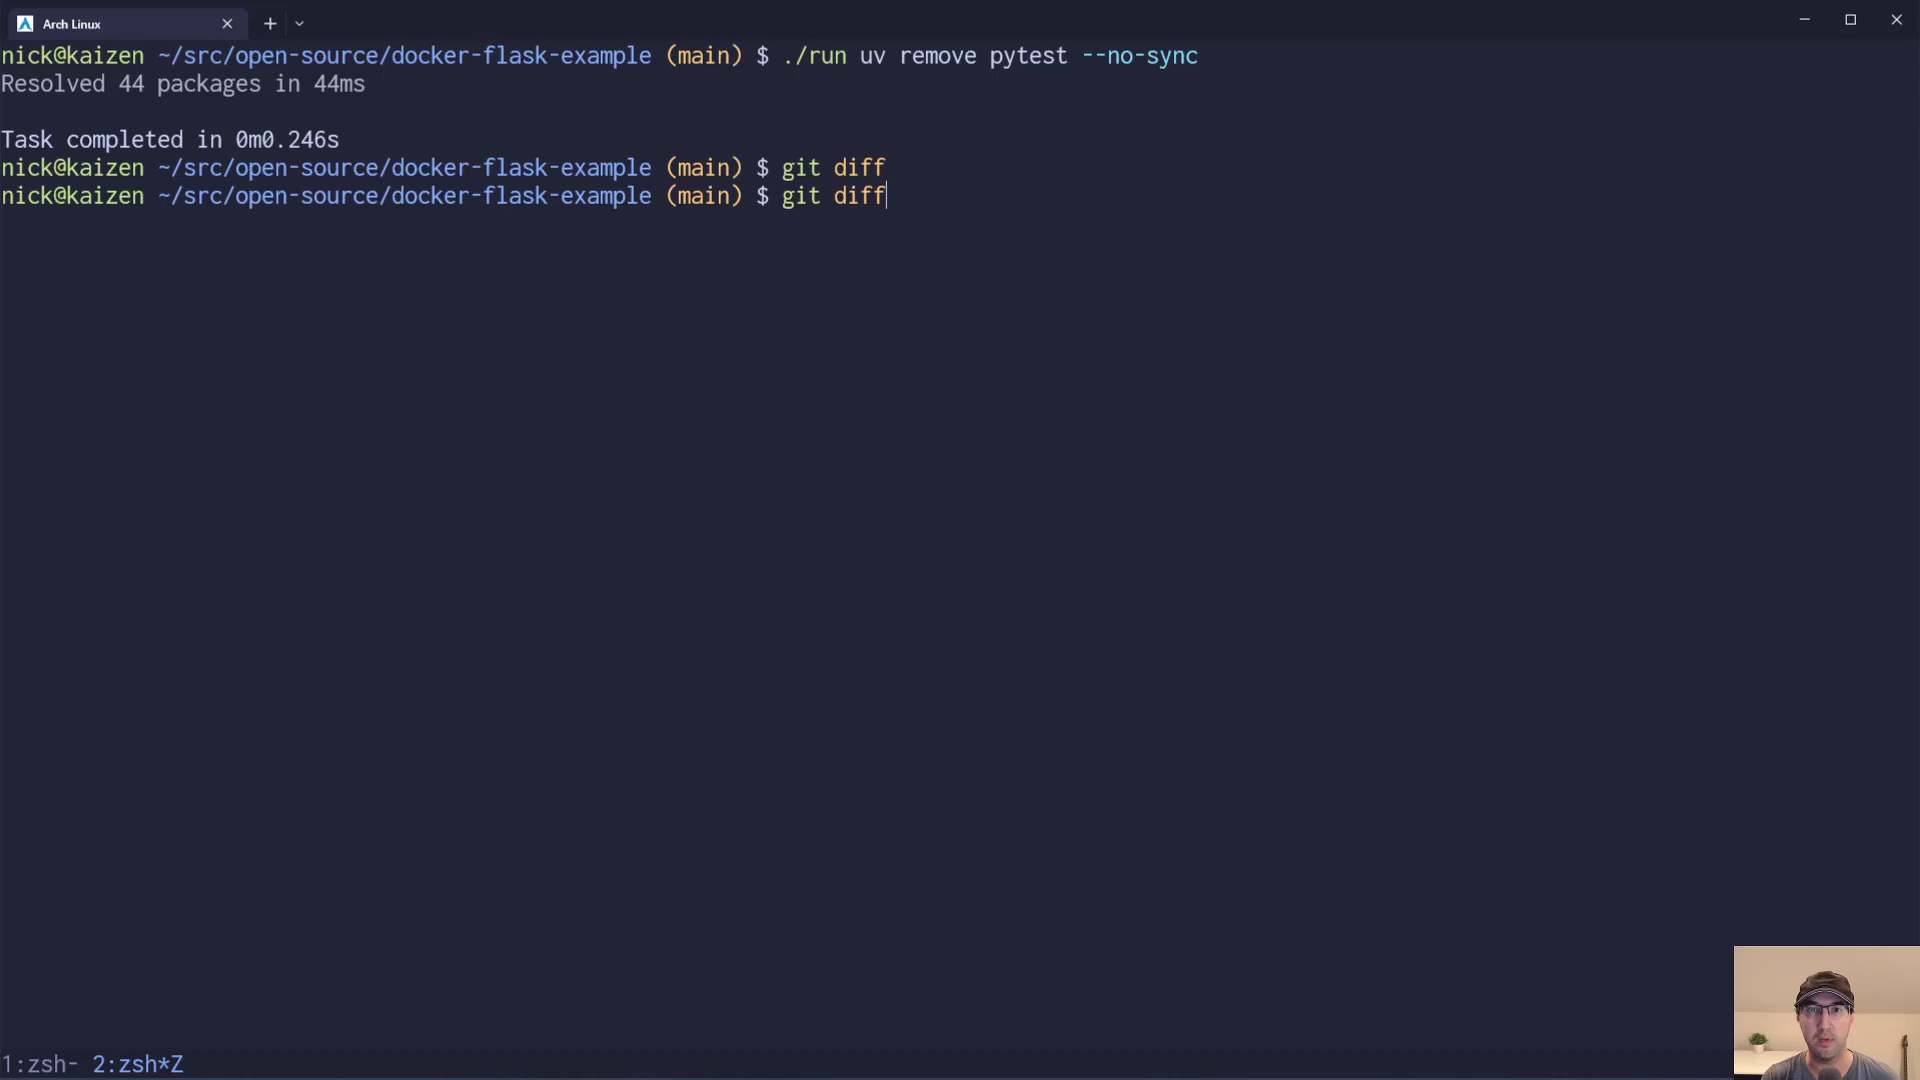 Arch Linux
nick@kaizen ~/src/open-source/docker-flask-example (main) $ ./run uv remove pytest --no-sync
Resolved 44 packages in 44ms
Task completed in 0m0.246s
nick@kaizen ~/src/open-source/docker-flask-example (main) $ git diff
nick@kaizen ~/src/open-source/docker-flask-example (main) $ git diff
1:zsh- 2:zsh*Z